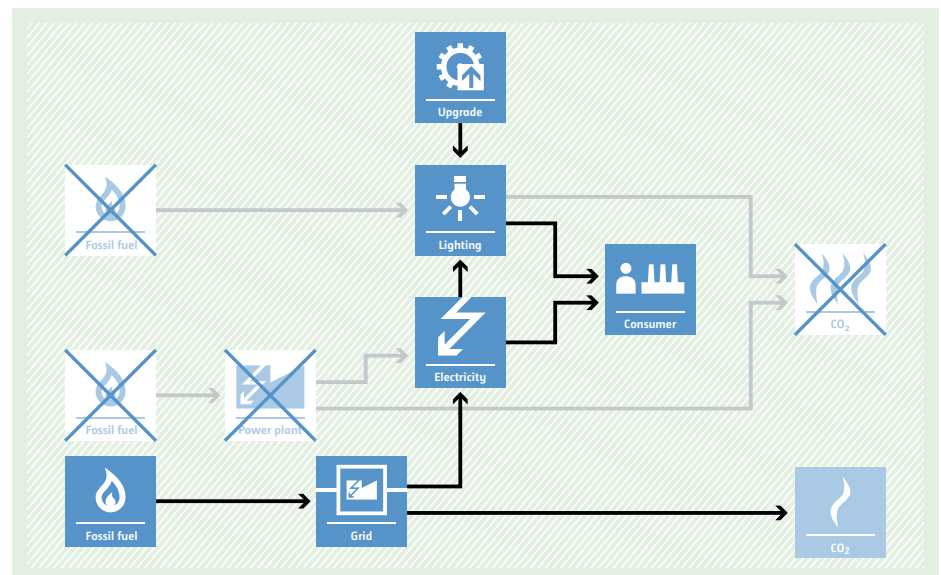 Upgrade
Fossil fuel
Lighting
Consumer
CO₂
Electricity
Fossil fuel
Power plant
Fossil fuel
Grid
CO₂